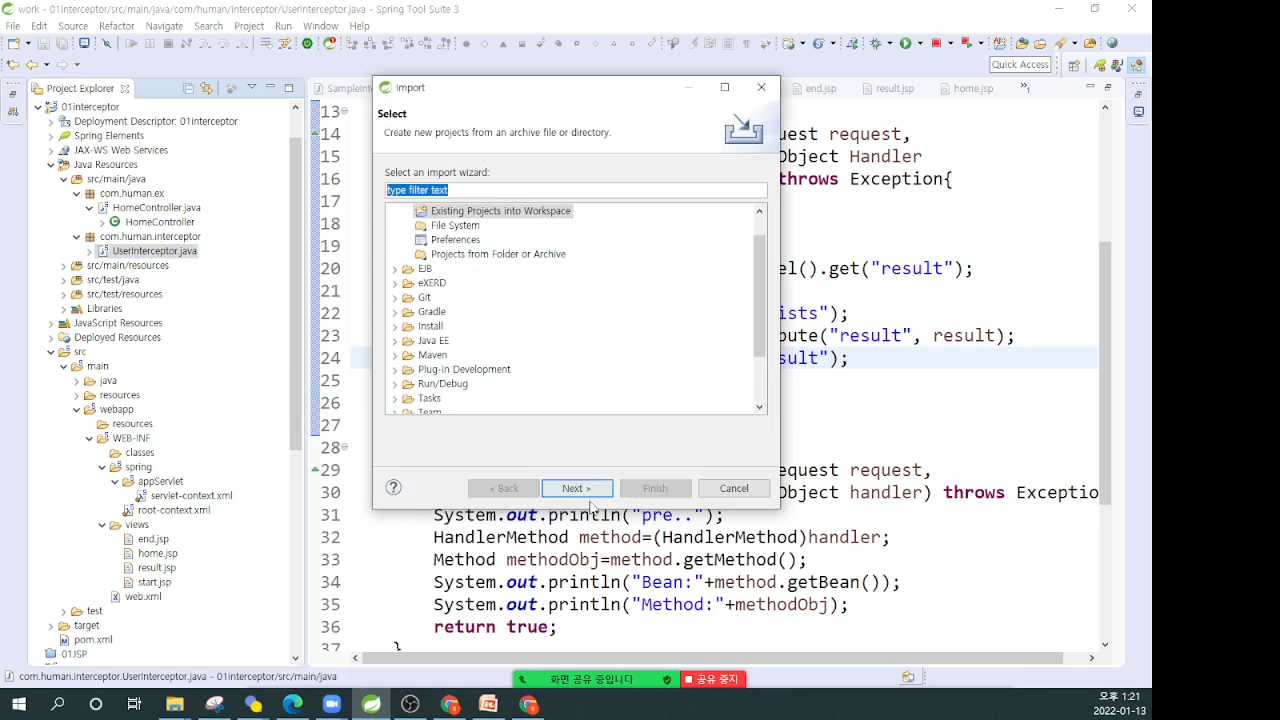 work - 01interceptor/src/main/java/com/human/interceptor/UserInterceptor.java - Spring Tool Suite 3
File Edit Source Refactor Navigate Search Project Run Window Help
Quick Access
Project Explorer
01interceptor
Deployment Descriptor: 01interceptor
Spring Elements
JAX-WS Web Services
Java Resources
src/main/java
com.human.ex
HomeController.java
HomeController
com.human.interceptor
UserInterceptor.java
src/main/resources
src/test/java
src/test/resources
Libraries
JavaScript Resources
Deployed Resources
src
main
java
resources
webapp
resources
WEB-INF
classes
spring
appServlet
servlet-context.xml
root-context.xml
views
end.jsp
home.jsp
result.jsp
start.jsp
web.xml
test
target
pom.xml
01JSP
SampleInte
end.jsp
result.jsp
home.jsp
Import
Select
Create new projects from an archive file or directory.
Select an import wizard:
type filter text
Existing Projects into Workspace
File System
Preferences
Projects from Folder or Archive
EJB
eXERD
Git
Gradle
Install
Java EE
Maven
Plug-in Development
Run/Debug
Tasks
Team
< Back
Next >
Finish
Cancel
13
14 quest request,
15 Object Handler
16 throws Exception{
17
18
19
20 el().get("result");
21
22 ists");
23 bute("result", result);
24 sult");
25
26
27
28
29 quest request,
30 Object handler) throws Exceptio
31 System.out.println("pre..");
32 HandlerMethod method=(HandlerMethod)handler;
33 Method methodObj=method.getMethod();
34 System.out.println("Bean:"+method.getBean());
35 System.out.println("Method:"+methodObj);
36 return true;
37 }
com.human.interceptor.UserInterceptor.java - 01interceptor/src/main/java
화면 공유 중입니다
공유 중지
오후 1:21
2022-01-13